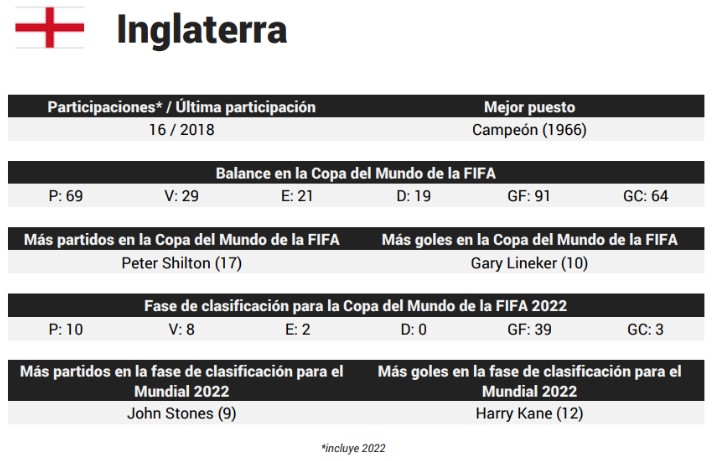 Inglaterra
Participaciones* / Última participación Mejor puesto
16 / 2018 Campeón (1966)
Balance en la Copa del Mundo de la FIFA
P: 69 V: 29 E: 21 D: 19 GF: 91 GC: 64
Más partidos en la Copa del Mundo de la FIFA Más goles en la Copa del Mundo de la FIFA
Peter Shilton (17) Gary Lineker (10)
Fase de clasificación para la Copa del Mundo de la FIFA 2022
P: 10 V: 8 E: 2 D: 0 GF: 39 GC: 3
Más partidos en la fase de clasificación para el Más goles en la fase de clasificación para el
Mundial 2022 Mundial 2022
John Stones (9) Harry Kane (12)
*incluye 2022